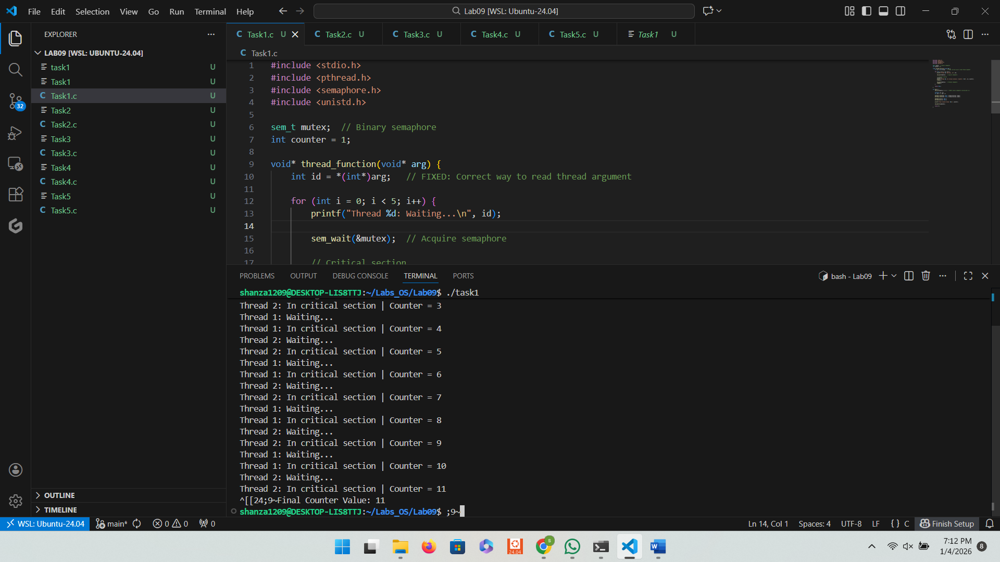 File Edit Selection View Go Run Terminal Help
Lab09 [WSL: Ubuntu-24.04]
EXPLORER
LAB09 [WSL: UBUNTU-24.04]
task1 U
Task1 U
C Task1.c U
Task2 U
C Task2.c U
Task3 U
C Task3.c U
Task4 U
C Task4.c U
Task5 U
C Task5.c U
32
OUTLINE
TIMELINE
C Task1.c U C Task2.c U C Task3.c U C Task4.c U C Task5.c U Task1 U
C Task1.c
1 #include <stdio.h>
2 #include <pthread.h>
3 #include <semaphore.h>
4 #include <unistd.h>
5
6 sem_t mutex;  // Binary semaphore
7 int counter = 1;
8
9 void* thread_function(void* arg) {
10 int id = *(int*)arg;   // FIXED: Correct way to read thread argument
11
12 for (int i = 0; i < 5; i++) {
13 printf("Thread %d: Waiting...\n", id);
14
15 sem_wait(&mutex);  // Acquire semaphore
16
17 // Critical section
PROBLEMS OUTPUT DEBUG CONSOLE TERMINAL PORTS
bash - Lab09
shanza1209@DESKTOP-LIS8TTJ:~/Labs_OS/Lab09$ ./task1
Thread 2: In critical section | Counter = 3
Thread 1: Waiting...
Thread 1: In critical section | Counter = 4
Thread 2: Waiting...
Thread 2: In critical section | Counter = 5
Thread 1: Waiting...
Thread 1: In critical section | Counter = 6
Thread 2: Waiting...
Thread 2: In critical section | Counter = 7
Thread 1: Waiting...
Thread 1: In critical section | Counter = 8
Thread 2: Waiting...
Thread 2: In critical section | Counter = 9
Thread 1: Waiting...
Thread 1: In critical section | Counter = 10
Thread 2: Waiting...
Thread 2: In critical section | Counter = 11
^[[24;9~Final Counter Value: 11
shanza1209@DESKTOP-LIS8TTJ:~/Labs_OS/Lab09$ ;9~
WSL: Ubuntu-24.04 main* 0 0 0
Ln 14, Col 1 Spaces: 4 UTF-8 LF {} C Finish Setup
24.04
s
W
7:12 PM
1/4/2026
8